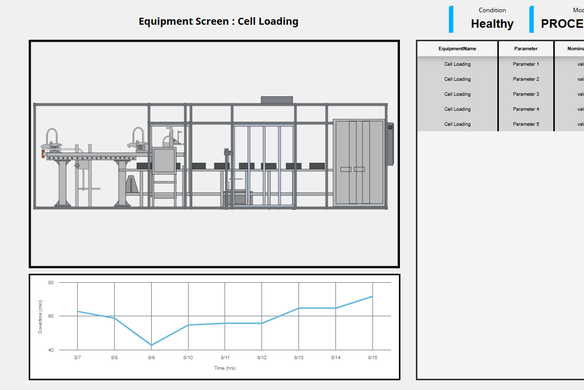 Equipment Screen : Cell Loading
Condition
Healthy
PROCE
EquipmentName Parameter
Cell Loading Parameter 1
Cell Loading Parameter 2
Cell Loading Parameter 3
Cell Loading Parameter 4
Cell Loading Parameter 5
80
60
40
Downtime (min)
8/7 8/8 8/9 8/10 8/11 8/12 8/13 8/14 8/15
Time (hrs)